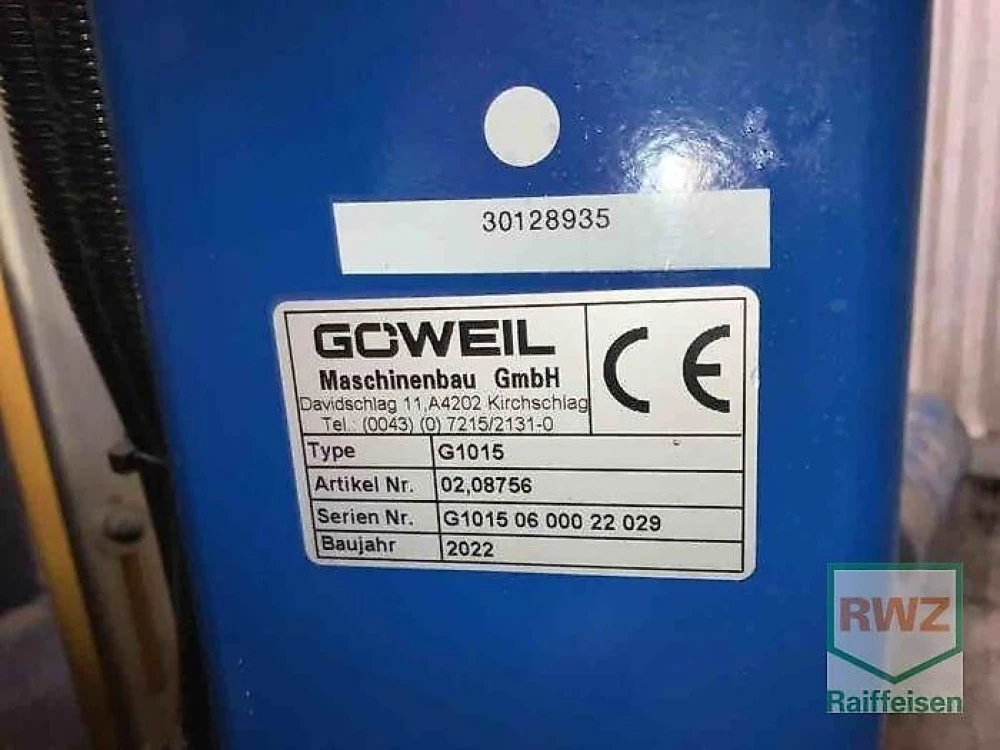 30128935
GÖWEIL
Maschinenbau GmbH
Davidschlag 11,A4202 Kirchschlag
Tel.: (0043) (0) 7215/2131-0
CE
Type G1015
Artikel Nr. 02,08756
Serien Nr. G1015 06 000 22 029
Baujahr 2022
RWZ
Raiffeisen